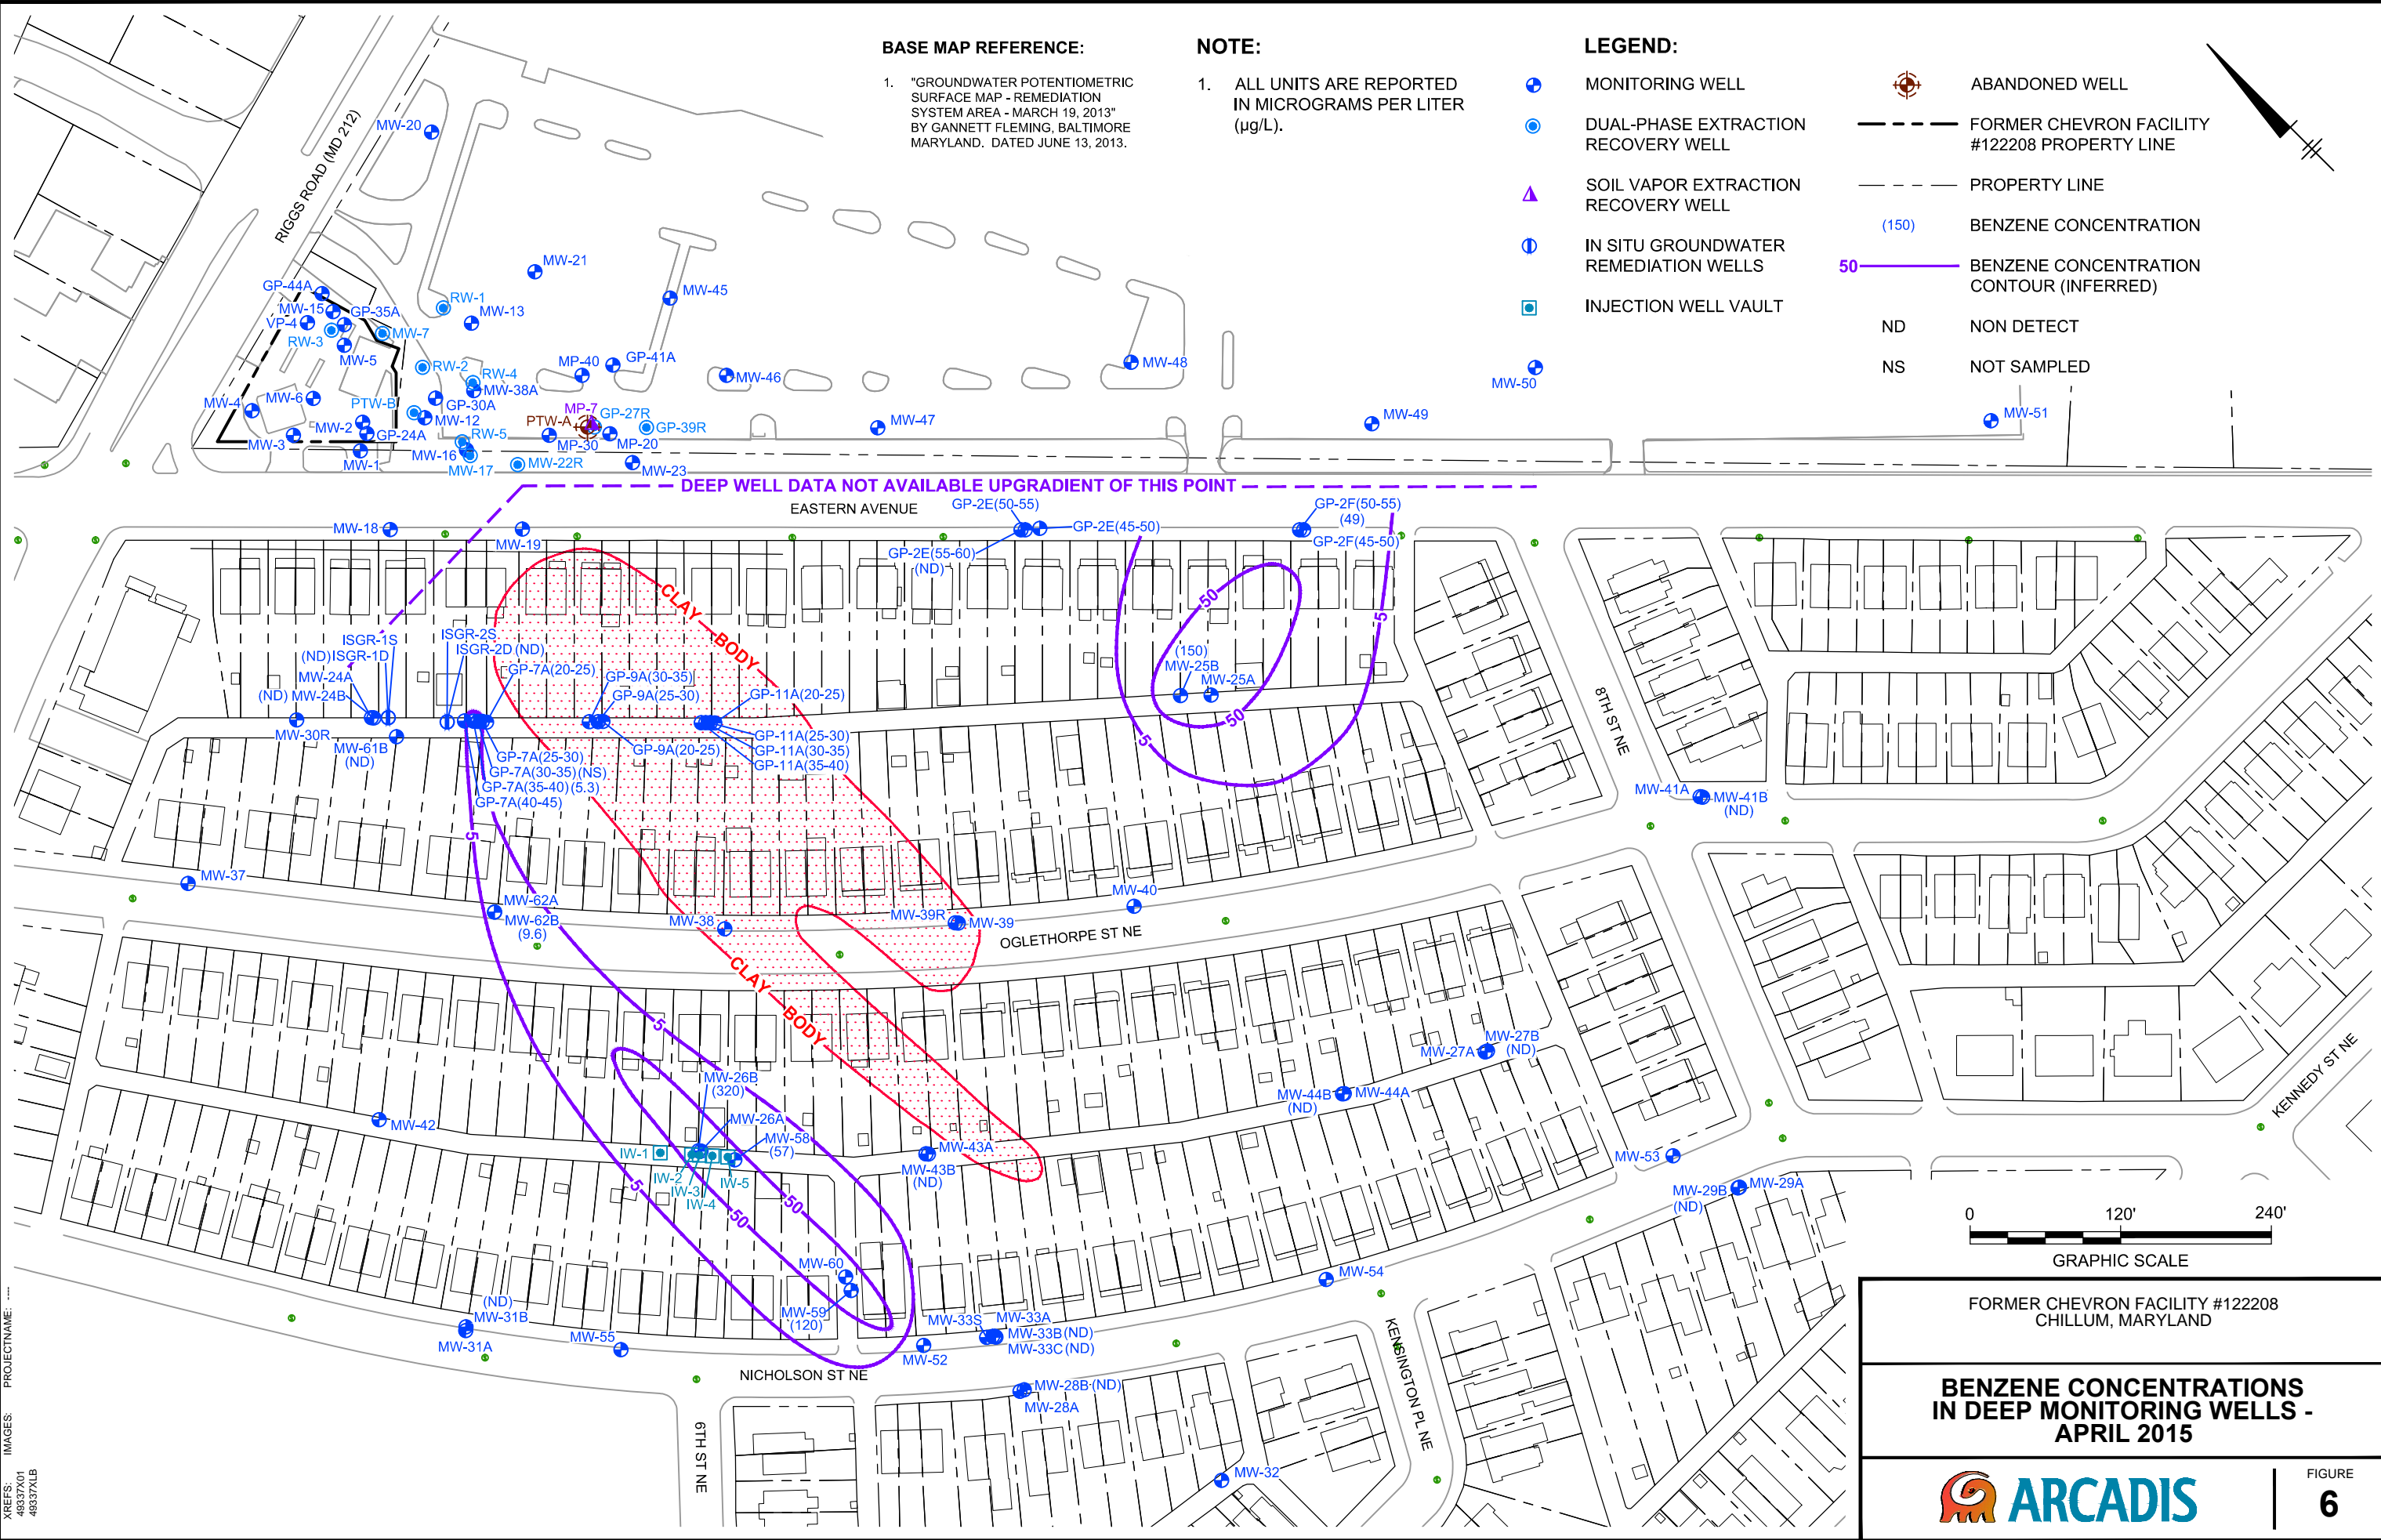 BASE MAP REFERENCE:
1. "GROUNDWATER POTENTIOMETRIC
SURFACE MAP - REMEDIATION
SYSTEM AREA - MARCH 19, 2013"
BY GANNETT FLEMING, BALTIMORE
MARYLAND. DATED JUNE 13, 2013.
NOTE:
1. ALL UNITS ARE REPORTED
IN MICROGRAMS PER LITER
(µg/L).
LEGEND:
MONITORING WELL
DUAL-PHASE EXTRACTION
RECOVERY WELL
SOIL VAPOR EXTRACTION
RECOVERY WELL
IN SITU GROUNDWATER
REMEDIATION WELLS
INJECTION WELL VAULT
ABANDONED WELL
FORMER CHEVRON FACILITY
#122208 PROPERTY LINE
PROPERTY LINE
(150) BENZENE CONCENTRATION
50 BENZENE CONCENTRATION
CONTOUR (INFERRED)
ND NON DETECT
NS NOT SAMPLED
RIGGS ROAD (MD 212)
MW-20
MW-21
MW-45
GP-44A
MW-15
GP-35A
VP-4
RW-3
MW-5
RW-1
MW-13
MW-7
RW-2
RW-4
MW-38A
GP-30A
MW-12
MW-6
MW-4
PTW-B
MW-2
GP-24A
MW-3
MW-1
MW-16
RW-5
MW-17
MW-22R
MP-40
GP-41A
MW-46
MP-7
PTW-A
GP-27R
GP-39R
MP-30
MP-20
MW-23
MW-47
MW-48
MW-49
MW-50
MW-51
DEEP WELL DATA NOT AVAILABLE UPGRADIENT OF THIS POINT
EASTERN AVENUE
MW-18
MW-19
GP-2E(50-55)
GP-2E(45-50)
GP-2E(55-60)
(ND)
GP-2F(50-55)
(49)
GP-2F(45-50)
CLAY BODY
50
50
5
5
(150)
MW-25B
MW-25A
ISGR-1S
(ND)ISGR-1D
MW-24A
(ND) MW-24B
MW-30R
MW-61B
(ND)
ISGR-2S
ISGR-2D(ND)
GP-7A(20-25)
GP-9A(30-35)
GP-9A(25-30)
GP-9A(20-25)
GP-11A(20-25)
GP-11A(25-30)
GP-11A(30-35)
GP-11A(35-40)
GP-7A(25-30)
GP-7A(30-35)(NS)
GP-7A(35-40)(5.3)
GP-7A(40-45)
5
8TH ST NE
MW-41A
MW-41B
(ND)
MW-37
MW-62A
MW-62B
(9.6)
MW-38
MW-39R
MW-39
MW-40
OGLETHORPE ST NE
CLAY BODY
5
MW-27B
(ND)
MW-27A
MW-44B
(ND)
MW-44A
MW-42
MW-26B
(320)
MW-26A
MW-58
(57)
IW-1
IW-2
IW-3
IW-4
IW-5
5
50
50
MW-43A
MW-43B
(ND)
MW-53
MW-29B
(ND)
MW-29A
KENNEDY ST NE
MW-60
MW-59
(120)
MW-54
(ND)
MW-31B
MW-31A
MW-55
MW-33S
MW-33A
MW-33B(ND)
MW-33C(ND)
MW-52
NICHOLSON ST NE
MW-28B(ND)
MW-28A
KENSINGTON PL NE
6TH ST NE
MW-32
0 120' 240'
GRAPHIC SCALE
FORMER CHEVRON FACILITY #122208
CHILLUM, MARYLAND
BENZENE CONCENTRATIONS
IN DEEP MONITORING WELLS -
APRIL 2015
ARCADIS
FIGURE
6
XREFS: IMAGES: PROJECTNAME: ----
49337X01
49337XLB